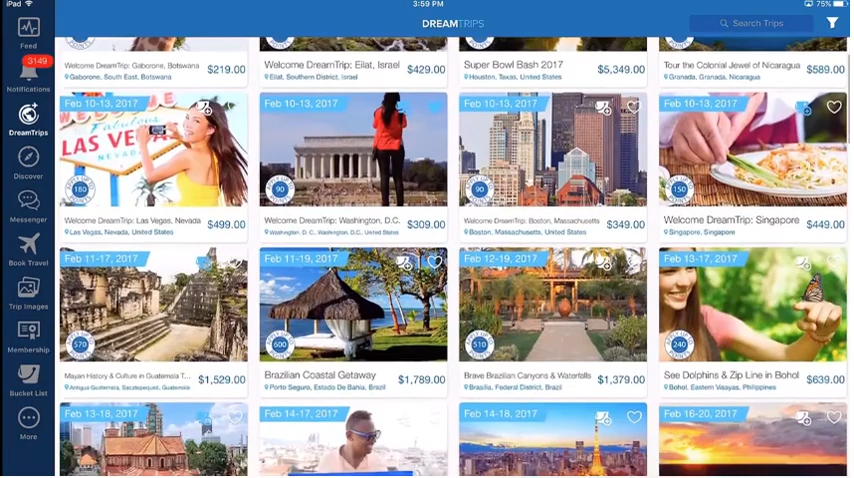 iPad
3:59 PM
75%
DREAMTRIPS
Search Trips
Feed
3149
Notifications
DreamTrips
Discover
Messenger
Book Travel
Trip Images
Membership
Bucket List
More
Welcome DreamTrip: Gaborone, Botswana
Gaborone, South East, Botswana
$219.00
Welcome DreamTrip: Eilat, Israel
Eilat, Southern District, Israel
$429.00
Super Bowl Bash 2017
Houston, Texas, United States
$5,349.00
Tour the Colonial Jewel of Nicaragua
Granada, Granada, Nicaragua
$589.00
Feb 10-13, 2017
WELCOME
Fabulous
LAS VEGAS
NEVADA
180
POINTS
Welcome DreamTrip: Las Vegas, Nevada
Las Vegas, Nevada, United States
$499.00
Feb 10-13, 2017
90
POINTS
Welcome DreamTrip: Washington, D.C.
Washington, D. C., Washington, D.C., United States
$309.00
Feb 10-13, 2017
90
POINTS
Welcome DreamTrip: Boston, Massachusetts
Boston, Massachusetts, United States
$349.00
Feb 10-13, 2017
150
POINTS
Welcome DreamTrip: Singapore
Singapore, Singapore
$449.00
Feb 11-17, 2017
570
POINTS
Mayan History & Culture in Guatemala T...
Antigua Guatemala, Sacatepequez, Guatemala
$1,529.00
Feb 11-19, 2017
600
POINTS
Brazilian Coastal Getaway
Porto Seguro, Estado De Bahia, Brazil
$1,789.00
Feb 12-19, 2017
510
POINTS
Brave Brazilian Canyons & Waterfalls
Brasilia, Federal District, Brazil
$1,379.00
Feb 13-17, 2017
240
POINTS
See Dolphins & Zip Line in Bohol
Bohol, Eastern Visayas, Philippines
$639.00
Feb 13-18, 2017
Feb 14-17, 2017
Feb 14-18, 2017
Feb 16-20, 2017